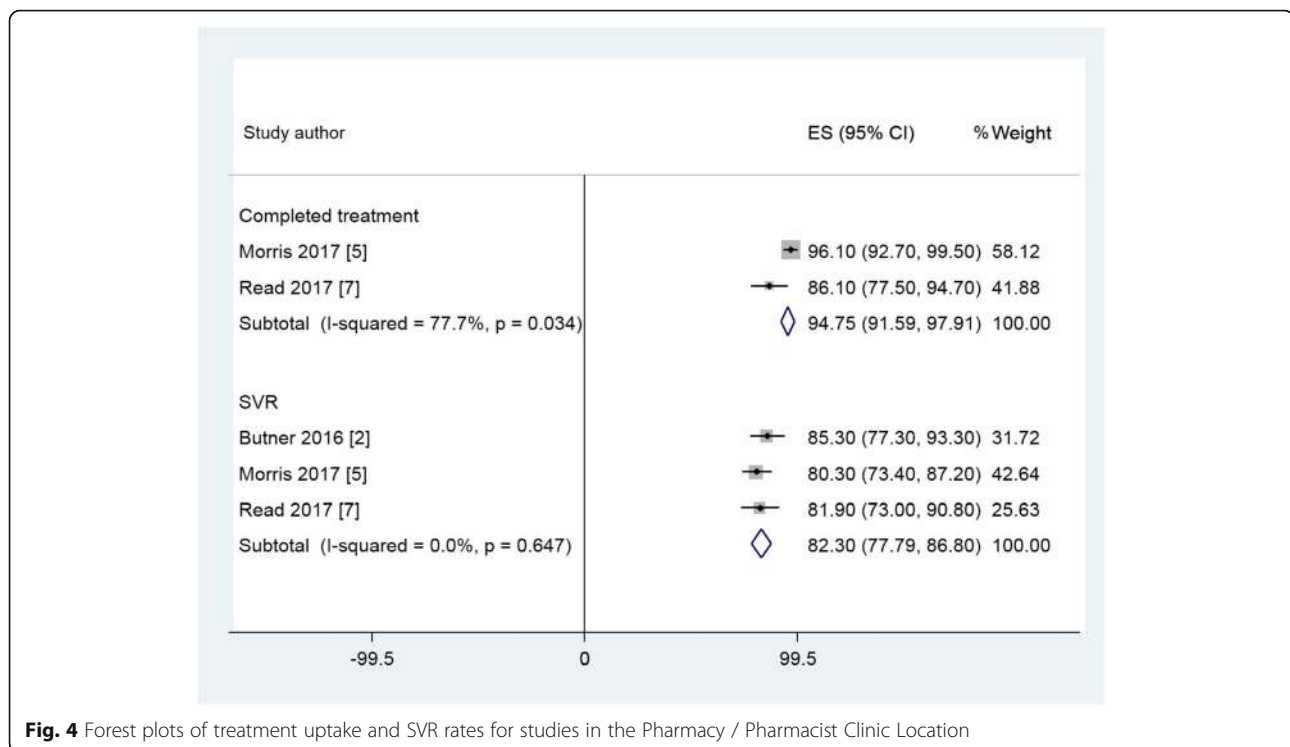 Study author ES (95% CI) % Weight
Completed treatment
Morris 2017 [5] 96.10 (92.70, 99.50) 58.12
Read 2017 [7] 86.10 (77.50, 94.70) 41.88
Subtotal (I-squared = 77.7%, p = 0.034) 94.75 (91.59, 97.91) 100.00
SVR
Butner 2016 [2] 85.30 (77.30, 93.30) 31.72
Morris 2017 [5] 80.30 (73.40, 87.20) 42.64
Read 2017 [7] 81.90 (73.00, 90.80) 25.63
Subtotal (I-squared = 0.0%, p = 0.647) 82.30 (77.79, 86.80) 100.00
-99.5 0 99.5
Fig. 4 Forest plots of treatment uptake and SVR rates for studies in the Pharmacy / Pharmacist Clinic Location